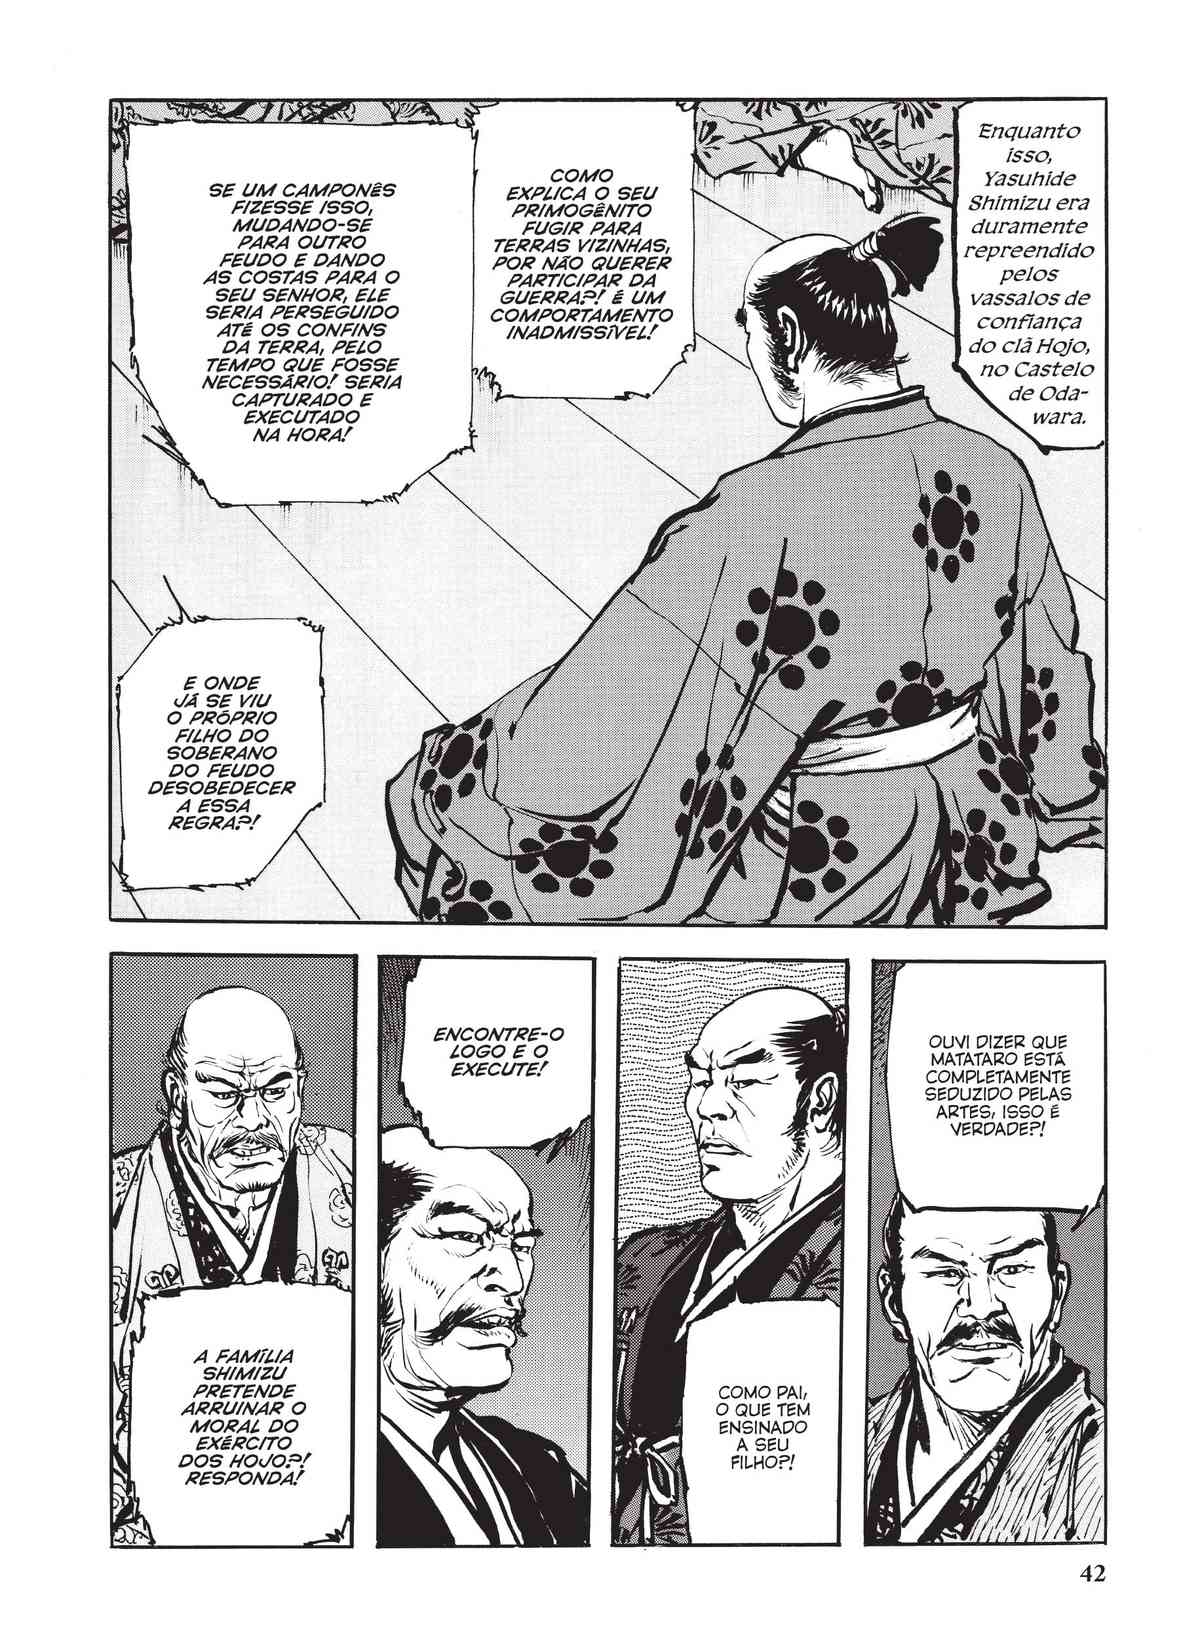 Enquanto
isso,
Yasuhide
Shimizu era
duramente
repreendido
pelos
vassalos de
confiança
do clã Hojo,
no Castelo
de Oda-
wara.
COMO
EXPLICA O SEU
PRIMOGÊNITO
FUGIR PARA
TERRAS VIZINHAS,
POR NÃO QUERER
PARTICIPAR DA
GUERRA?! É UM
COMPORTAMENTO
INADMISSÍVEL!
SE UM CAMPONÊS
FIZESSE ISSO,
MUDANDO-SE
PARA OUTRO
FEUDO E DANDO
AS COSTAS PARA O
SEU SENHOR, ELE
SERIA PERSEGUIDO
ATÉ OS CONFINS
DA TERRA, PELO
TEMPO QUE FOSSE
NECESSÁRIO! SERIA
CAPTURADO E
EXECUTADO
NA HORA!
E ONDE
JÁ SE VIU
O PRÓPRIO
FILHO DO
SOBERANO
DO FEUDO
DESOBEDECER
A ESSA
REGRA?!
OUVI DIZER QUE
MATATARO ESTÁ
COMPLETAMENTE
SEDUZIDO PELAS
ARTES, ISSO É
VERDADE?!
COMO PAI,
O QUE TEM
ENSINADO
A SEU
FILHO?!
ENCONTRE-O
LOGO E O
EXECUTE!
A FAMÍLIA
SHIMIZU
PRETENDE
ARRUINAR O
MORAL DO
EXÉRCITO
DOS HOJO?!
RESPONDA!
42